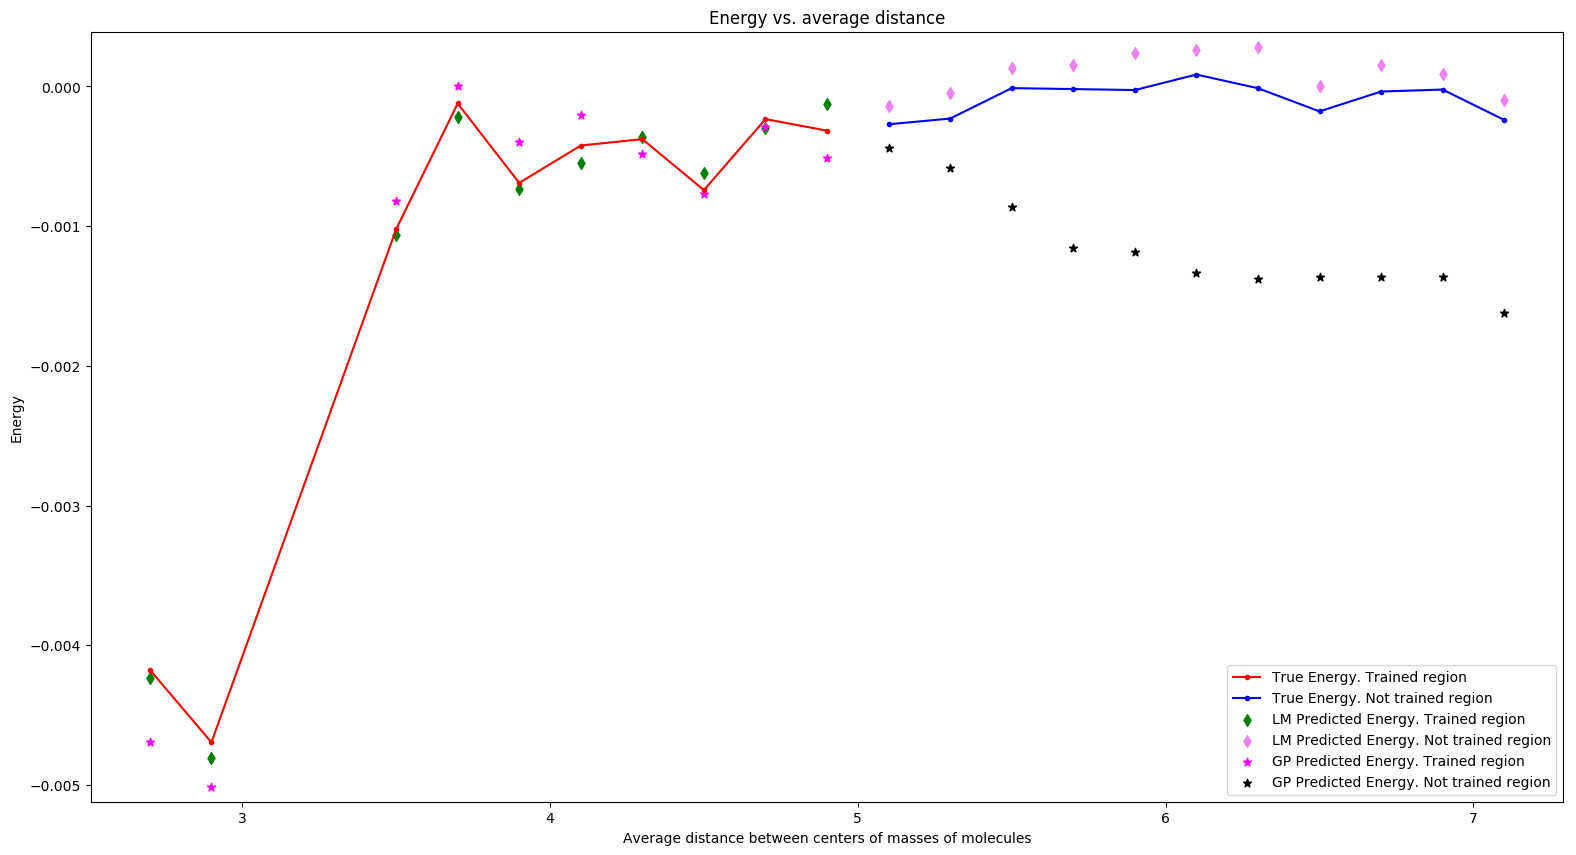 Energy vs. average distance
0.000
−0.001
−0.002
−0.003
−0.004
−0.005
Energy
3 4 5 6 7
Average distance between centers of masses of molecules
True Energy. Trained region
True Energy. Not trained region
LM Predicted Energy. Trained region
LM Predicted Energy. Not trained region
GP Predicted Energy. Trained region
GP Predicted Energy. Not trained region